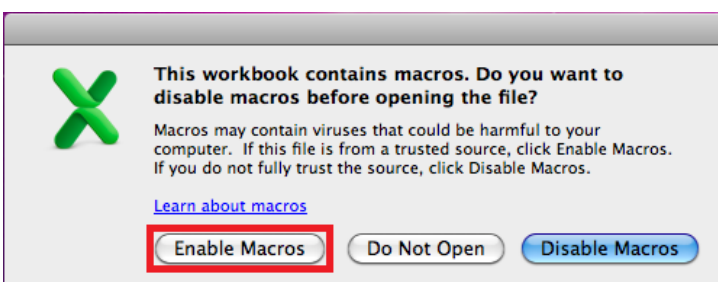 This workbook contains macros. Do you want to
disable macros before opening the file?
Macros may contain viruses that could be harmful to your
computer.  If this file is from a trusted source, click Enable Macros.
If you do not fully trust the source, click Disable Macros.
Learn about macros
Enable Macros Do Not Open Disable Macros